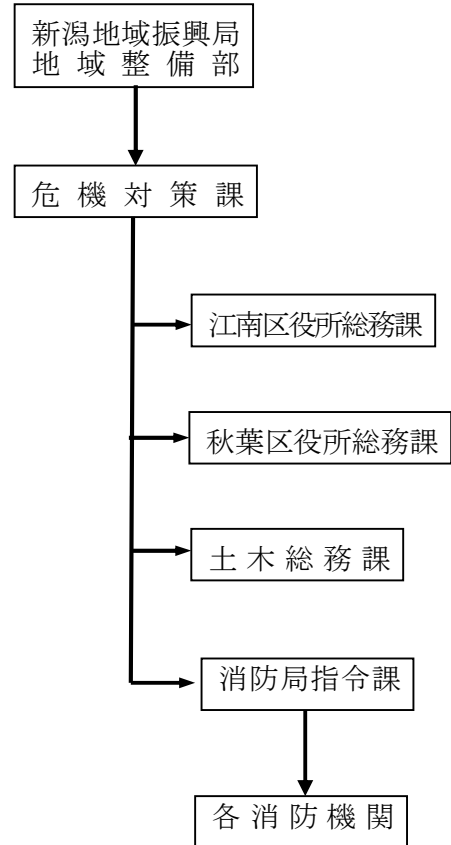 新潟地域振興局
地域整備部
危機対策課
江南区役所総務課
秋葉区役所総務課
土木総務課
消防局指令課
各消防機関